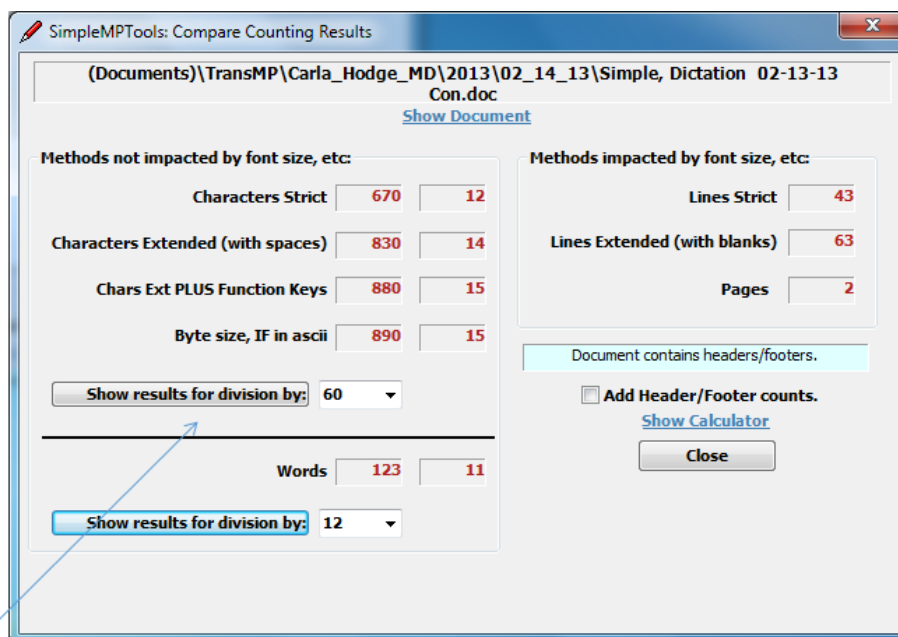 SimpleMPTools: Compare Counting Results
(Documents)\TransMP\Carla_Hodge_MD\2013\02_14_13\Simple, Dictation 02-13-13
Con.doc
Show Document
Methods not impacted by font size, etc:
Characters Strict 670 12
Characters Extended (with spaces) 830 14
Chars Ext PLUS Function Keys 880 15
Byte size, IF in ascii 890 15
Show results for division by: 60
Words 123 11
Show results for division by: 12
Methods impacted by font size, etc:
Lines Strict 43
Lines Extended (with blanks) 63
Pages 2
Document contains headers/footers.
Add Header/Footer counts.
Show Calculator
Close